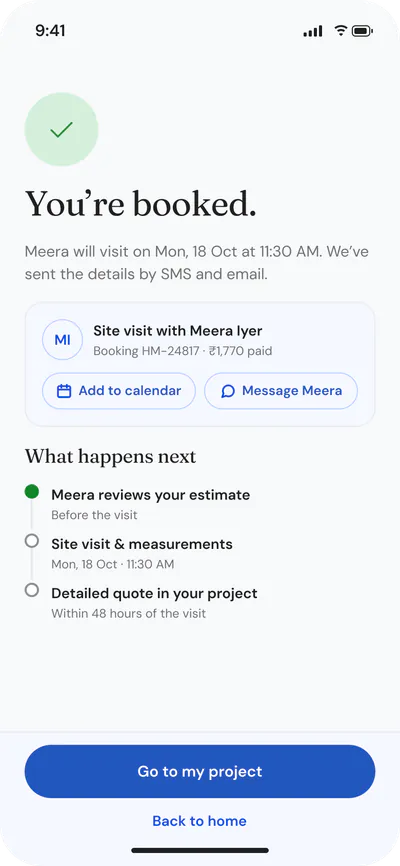 9:41
You’re booked.
Meera will visit on Mon, 18 Oct at 11:30 AM. We’ve
sent the details by SMS and email.
MI
Site visit with Meera Iyer
Booking HM-24817 · ₹1,770 paid
Add to calendar
Message Meera
What happens next
Meera reviews your estimate
Before the visit
Site visit & measurements
Mon, 18 Oct · 11:30 AM
Detailed quote in your project
Within 48 hours of the visit
Go to my project
Back to home